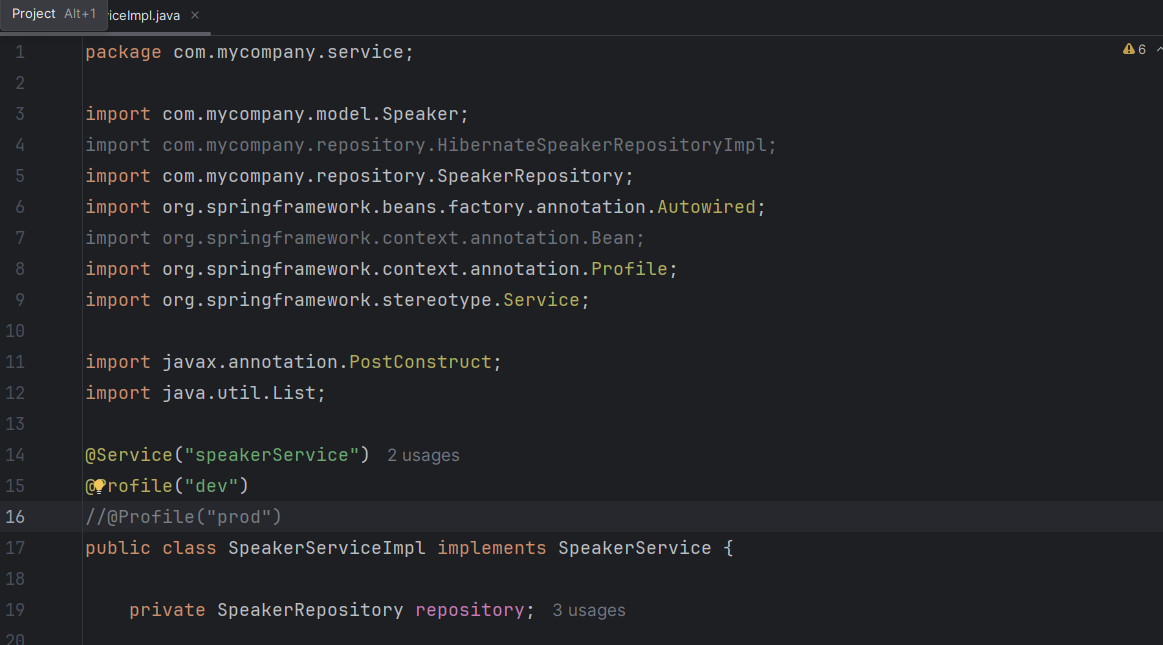 Project Alt+1
viceImpl.java ×
6
1 package com.mycompany.service;
2
3 import com.mycompany.model.Speaker;
4 import com.mycompany.repository.HibernateSpeakerRepositoryImpl;
5 import com.mycompany.repository.SpeakerRepository;
6 import org.springframework.beans.factory.annotation.Autowired;
7 import org.springframework.context.annotation.Bean;
8 import org.springframework.context.annotation.Profile;
9 import org.springframework.stereotype.Service;
10
11 import javax.annotation.PostConstruct;
12 import java.util.List;
13
14 @Service("speakerService") 2 usages
15 @Profile("dev")
16 //@Profile("prod")
17 public class SpeakerServiceImpl implements SpeakerService {
18
19 private SpeakerRepository repository; 3 usages
20